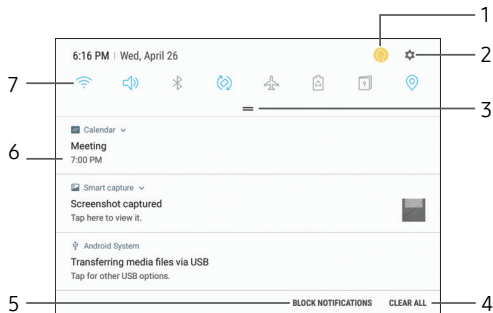 1
6:16 PM | Wed, April 26
2
7
3
Calendar
6
Meeting
7:00 PM
Smart capture
Screenshot captured
Tap here to view it.
Android System
Transferring media files via USB
Tap for other USB options.
5
BLOCK NOTIFICATIONS CLEAR ALL
4